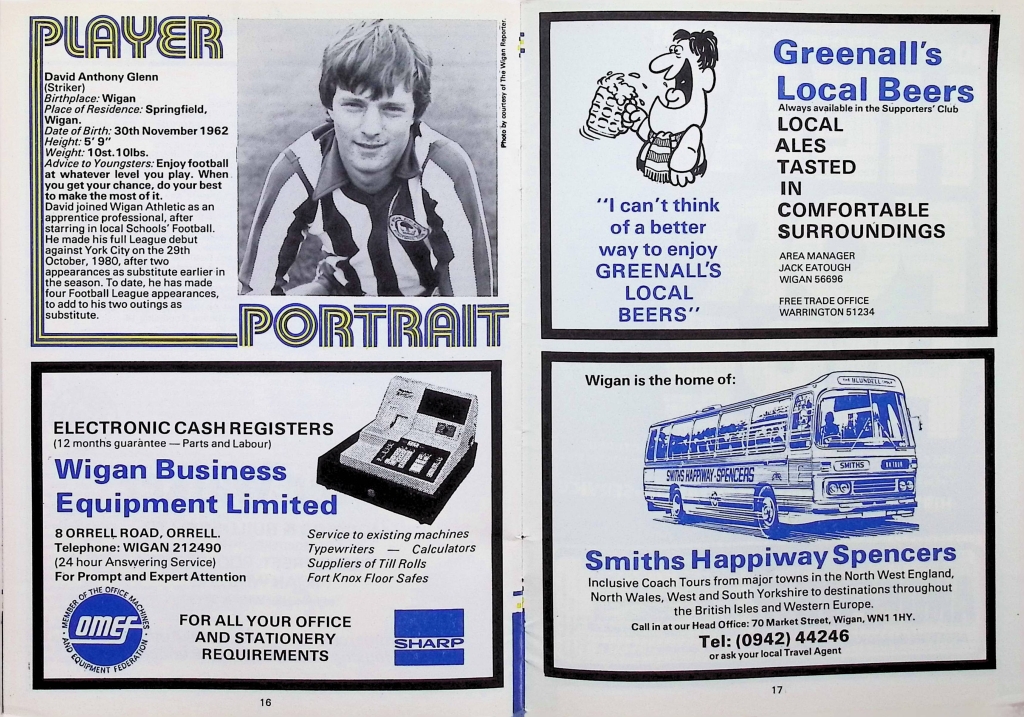 PLAYER
David Anthony Glenn
(Striker)
Birthplace: Wigan
Place of Residence: Springfield,
Wigan.
Date of Birth: 30th November 1962
Height: 5' 9"
Weight: 10st. 10lbs.
Advice to Youngsters: Enjoy football
at whatever level you play. When
you get your chance, do your best
to make the most of it.
David joined Wigan Athletic as an
apprentice professional, after
starring in local Schools' Football.
He made his full League debut
against York City on the 29th
October, 1980, after two
appearances as substitute earlier in
the season. To date, he has made
four Football League appearances,
to add to his two outings as
substitute.
Photo by courtesy of The Wigan Reporter.
PORTRAIT
ELECTRONIC CASH REGISTERS
(12 months guarantee — Parts and Labour)
Wigan Business
Equipment Limited
8 ORRELL ROAD, ORRELL.
Telephone: WIGAN 212490
(24 hour Answering Service)
For Prompt and Expert Attention
Service to existing machines
Typewriters — Calculators
Suppliers of Till Rolls
Fort Knox Floor Safes
MEMBER OF THE OFFICE MACHINES
AND EQUIPMENT FEDERATION
OMEF
FOR ALL YOUR OFFICE
AND STATIONERY
REQUIREMENTS
SHARP
16
Greenall's
Local Beers
Always available in the Supporters' Club
LOCAL
ALES
TASTED
IN
COMFORTABLE
SURROUNDINGS
"I can't think
of a better
way to enjoy
GREENALL'S
LOCAL
BEERS"
AREA MANAGER
JACK EATOUGH
WIGAN 56696
FREE TRADE OFFICE
WARRINGTON 51234
Wigan is the home of:
THE BLUNDELL
SMITHS HAPPIWAY-SPENCERS
SMITHS
Smiths Happiway Spencers
Inclusive Coach Tours from major towns in the North West England,
North Wales, West and South Yorkshire to destinations throughout
the British Isles and Western Europe.
Call in at our Head Office: 70 Market Street, Wigan, WN1 1HY.
Tel: (0942) 44246
or ask your local Travel Agent
17